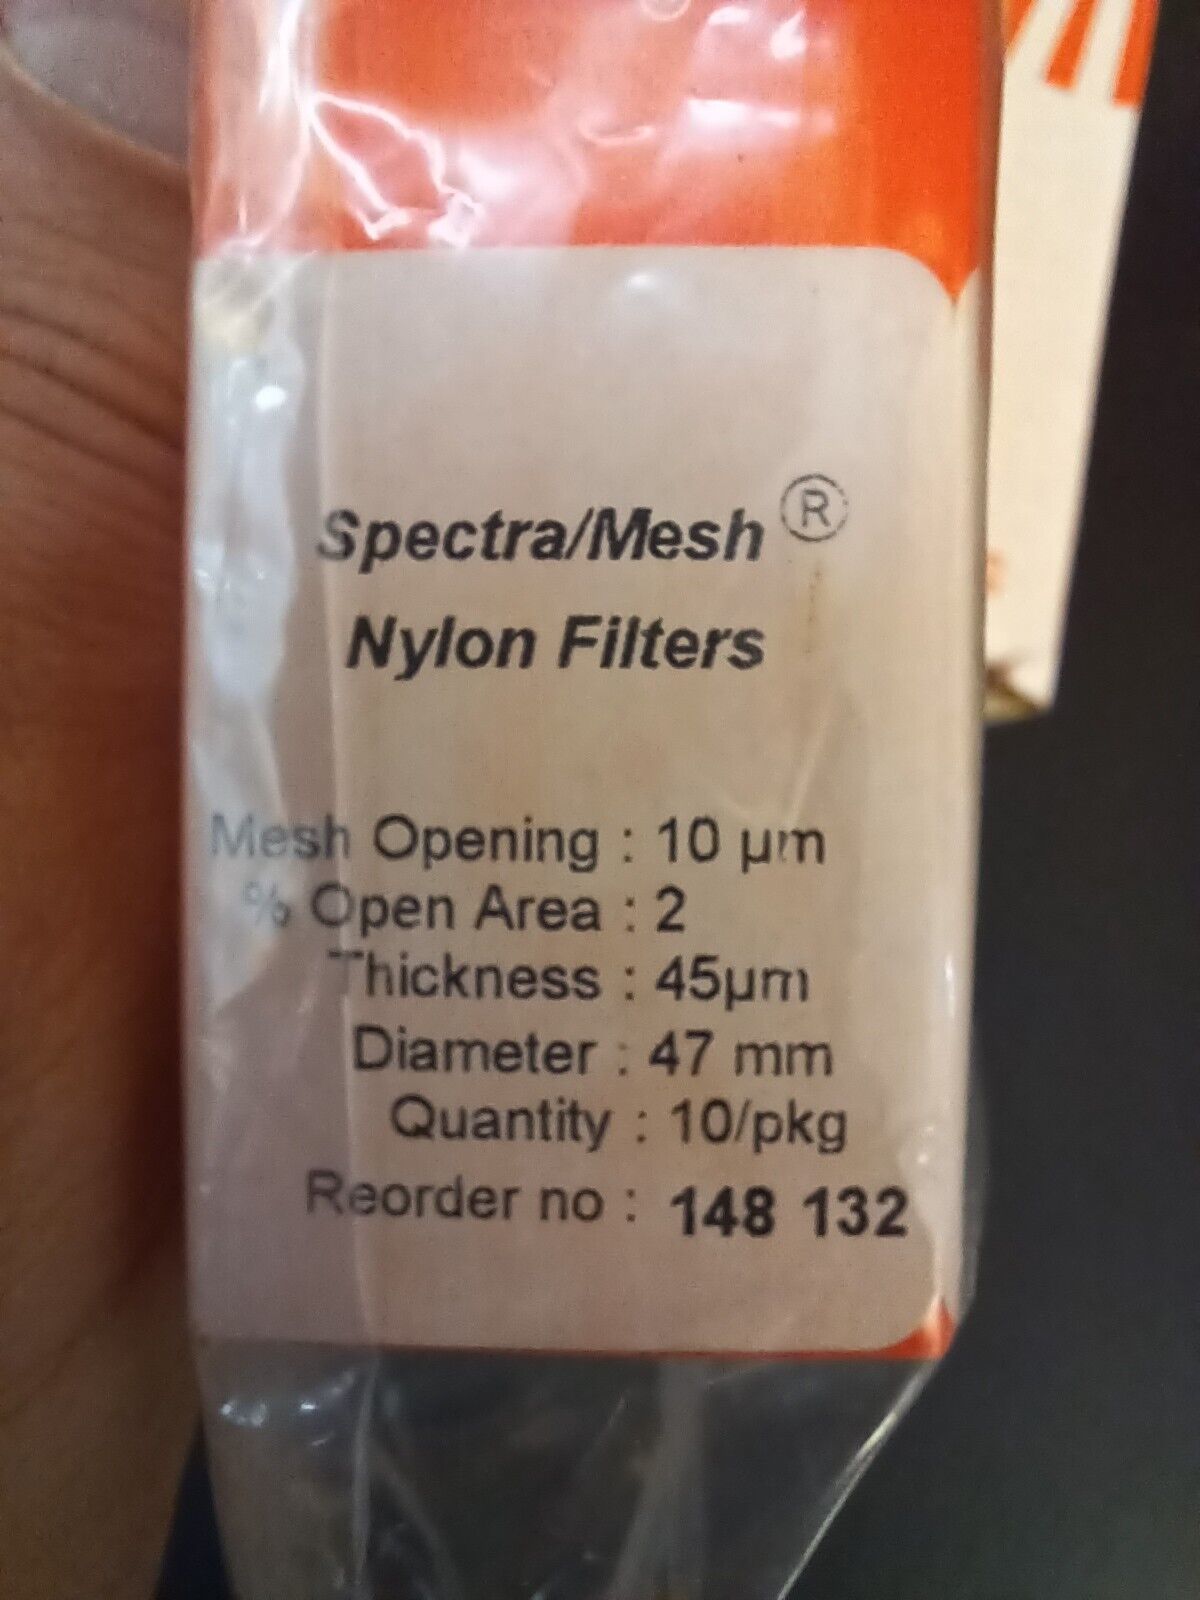 Spectra/Mesh®
Nylon Filters
Mesh Opening : 10 µm
% Open Area : 2
Thickness : 45µm
Diameter : 47 mm
Quantity : 10/pkg
Reorder no : 148 132